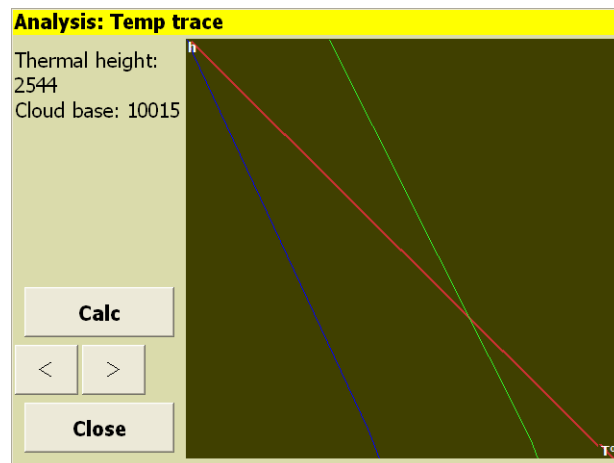 Analysis: Temp trace
Thermal height:
2544
Cloud base: 10015
h
Calc
< >
Close
T°